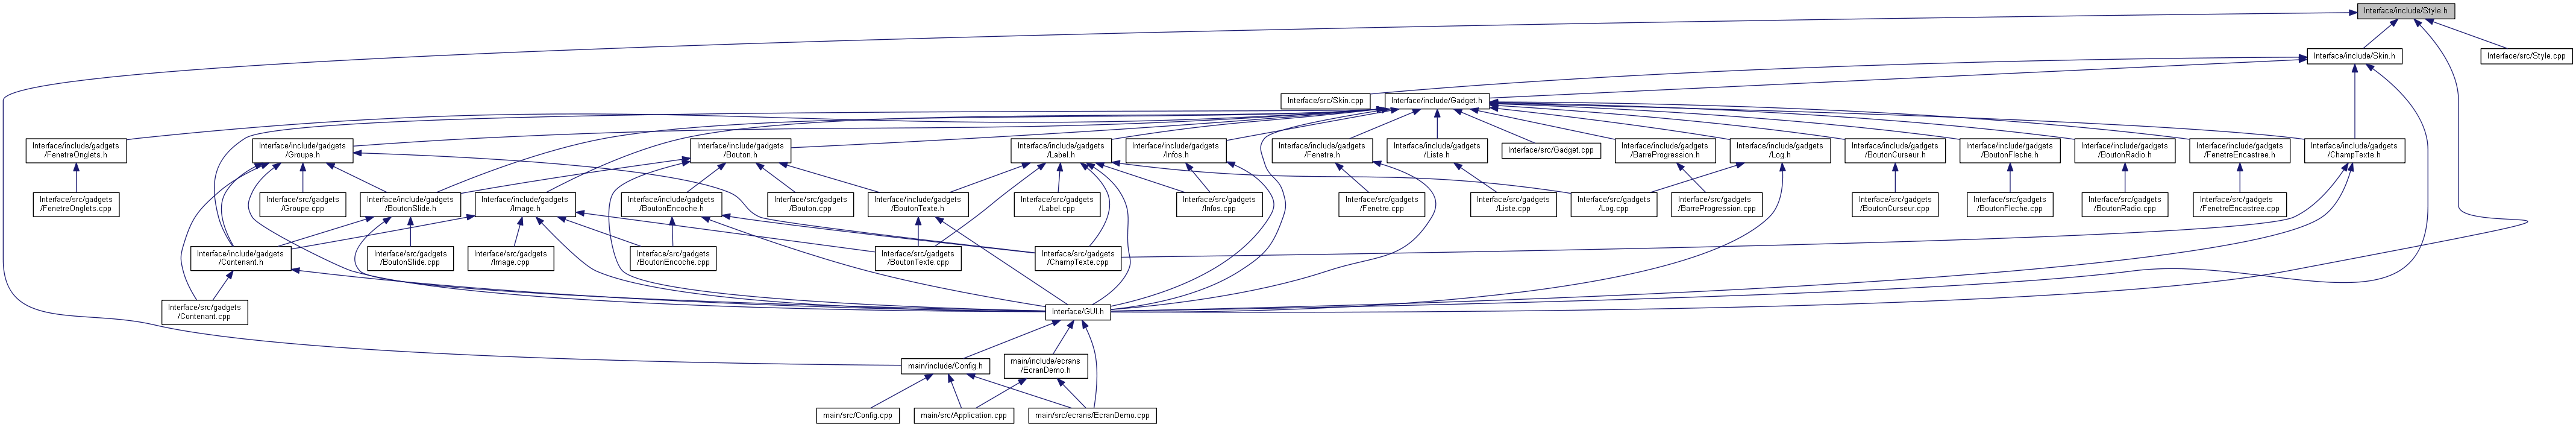 Interface/include/Style.h
Interface/include/Skin.h
Interface/src/Style.cpp
Interface/src/Skin.cpp
Interface/include/Gadget.h
Interface/include/gadgets
/FenetreOnglets.h
Interface/include/gadgets
/Groupe.h
Interface/include/gadgets
/Bouton.h
Interface/include/gadgets
/Label.h
Interface/include/gadgets
/Infos.h
Interface/include/gadgets
/Fenetre.h
Interface/include/gadgets
/Liste.h
Interface/src/Gadget.cpp
Interface/include/gadgets
/BarreProgression.h
Interface/include/gadgets
/Log.h
Interface/include/gadgets
/BoutonCurseur.h
Interface/include/gadgets
/BoutonFleche.h
Interface/include/gadgets
/BoutonRadio.h
Interface/include/gadgets
/FenetreEncastree.h
Interface/include/gadgets
/ChampTexte.h
Interface/src/gadgets
/FenetreOnglets.cpp
Interface/src/gadgets
/Groupe.cpp
Interface/include/gadgets
/BoutonSlide.h
Interface/include/gadgets
/Image.h
Interface/include/gadgets
/BoutonEncoche.h
Interface/src/gadgets
/Bouton.cpp
Interface/include/gadgets
/BoutonTexte.h
Interface/src/gadgets
/Label.cpp
Interface/src/gadgets
/Infos.cpp
Interface/src/gadgets
/Fenetre.cpp
Interface/src/gadgets
/Liste.cpp
Interface/src/gadgets
/Log.cpp
Interface/src/gadgets
/BarreProgression.cpp
Interface/src/gadgets
/BoutonCurseur.cpp
Interface/src/gadgets
/BoutonFleche.cpp
Interface/src/gadgets
/BoutonRadio.cpp
Interface/src/gadgets
/FenetreEncastree.cpp
Interface/include/gadgets
/Contenant.h
Interface/src/gadgets
/BoutonSlide.cpp
Interface/src/gadgets
/Image.cpp
Interface/src/gadgets
/BoutonEncoche.cpp
Interface/src/gadgets
/BoutonTexte.cpp
Interface/src/gadgets
/ChampTexte.cpp
Interface/src/gadgets
/Contenant.cpp
Interface/GUI.h
main/include/Config.h
main/include/ecrans
/EcranDemo.h
main/src/Config.cpp
main/src/Application.cpp
main/src/ecrans/EcranDemo.cpp